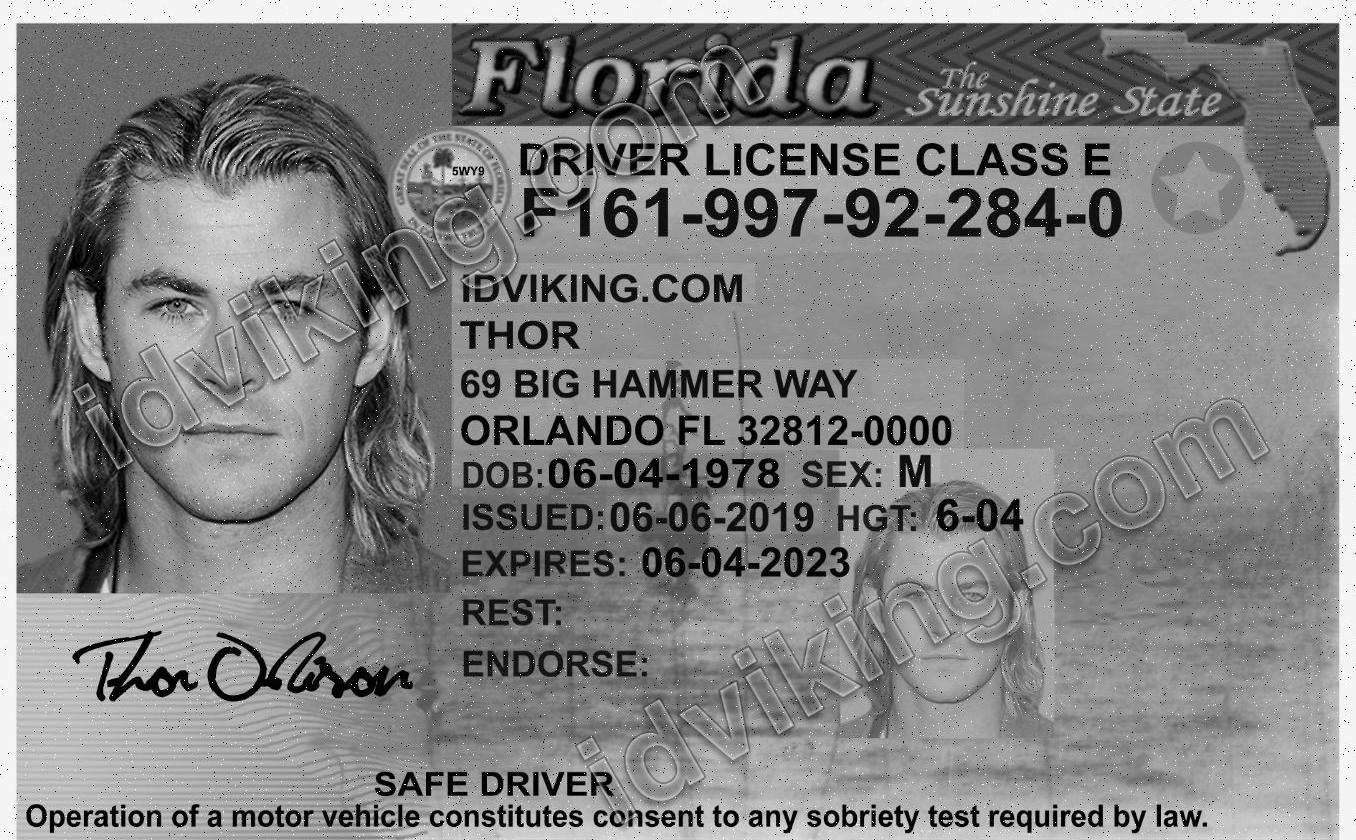 Florida
The
Sunshine State
5WY9
DRIVER LICENSE CLASS E
F161-997-92-284-0
IDVIKING.COM
THOR
69 BIG HAMMER WAY
ORLANDO FL 32812-0000
DOB: 06-04-1978 SEX: M
ISSUED: 06-06-2019 HGT: 6-04
EXPIRES: 06-04-2023
REST:
ENDORSE:
Thor Odinson
SAFE DRIVER
Operation of a motor vehicle constitutes consent to any sobriety test required by law.
idviking.com
idviking.com